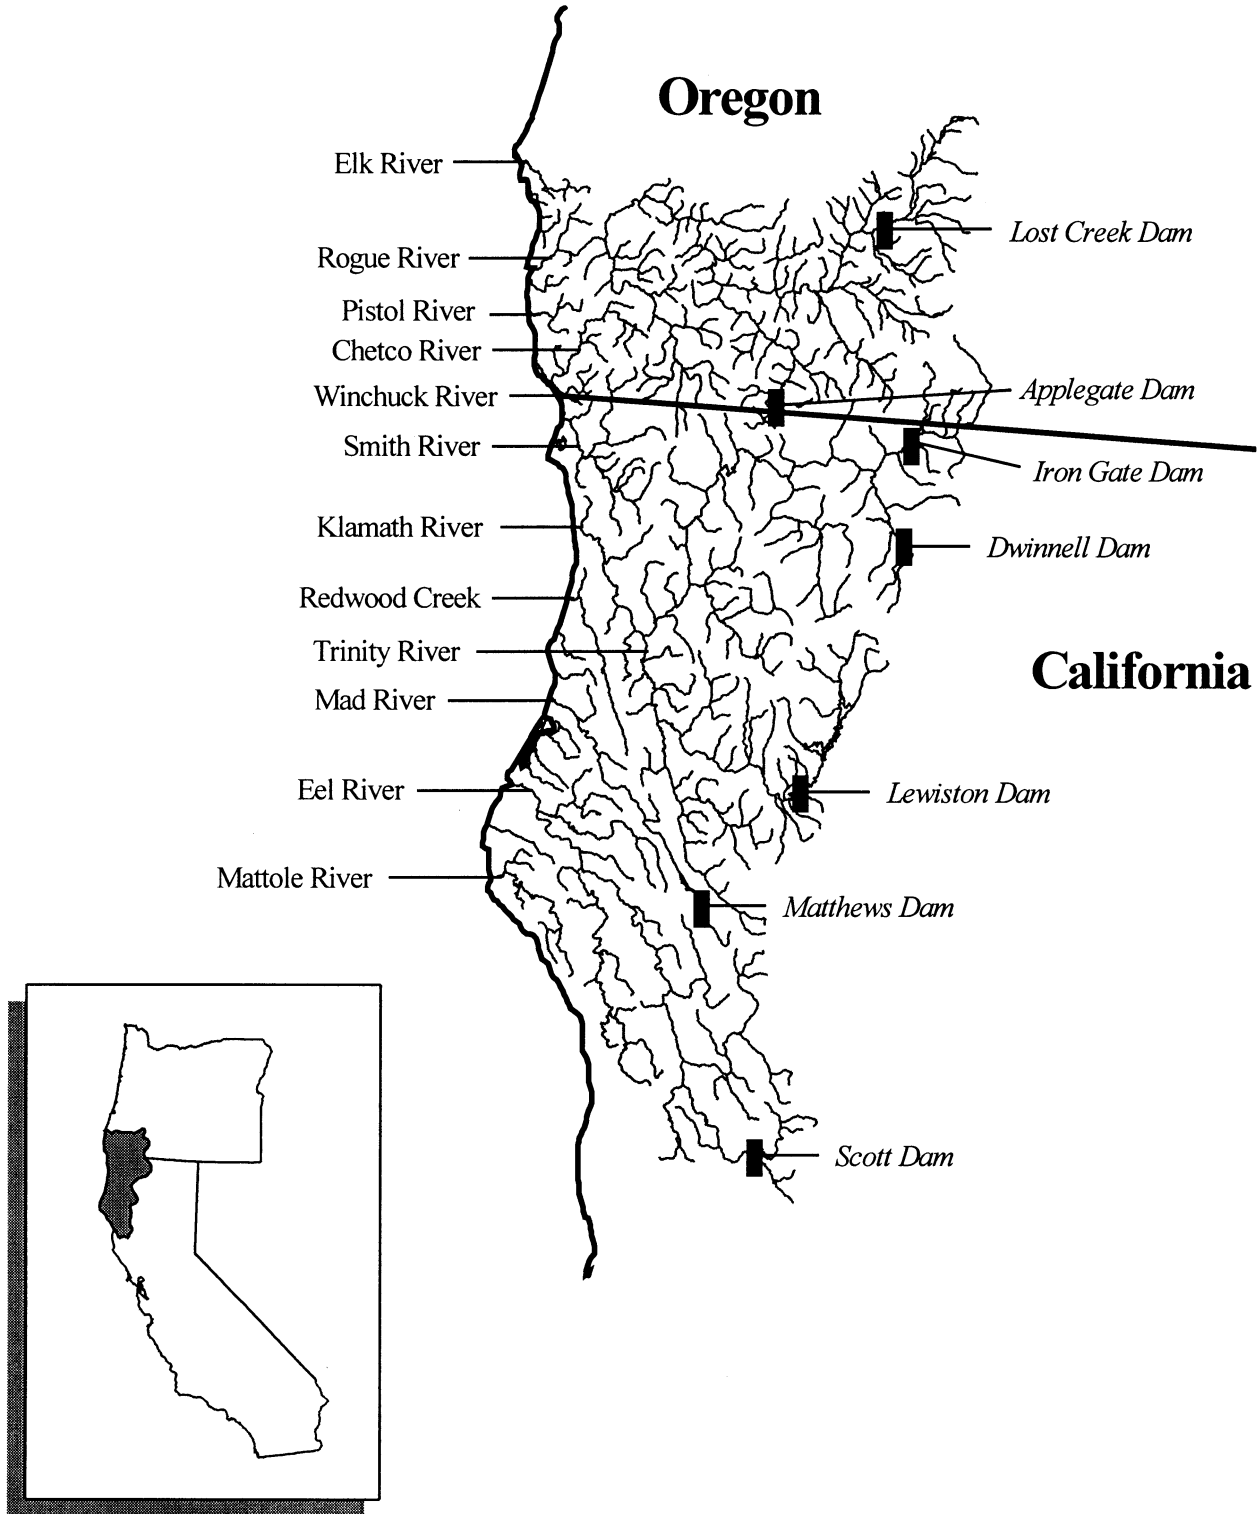 Oregon
Elk River
Lost Creek Dam
Rogue River
Pistol River
Chetco River
Applegate Dam
Winchuck River
Smith River
Iron Gate Dam
Klamath River
Dwinnell Dam
Redwood Creek
Trinity River
California
Mad River
Eel River
Lewiston Dam
Mattole River
Matthews Dam
Scott Dam